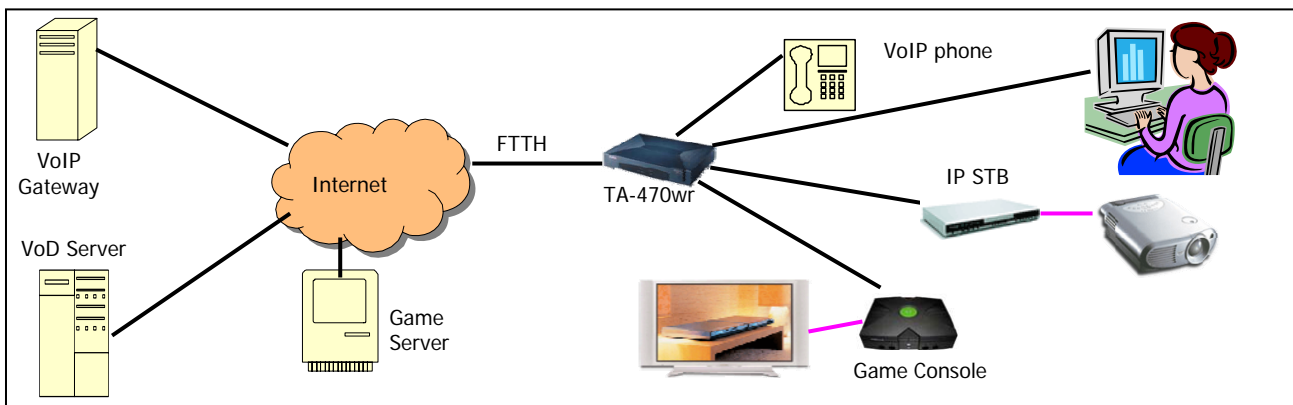 VoIP
Gateway
VoD Server
Internet
Game
Server
FTTH
TA-470wr
VoIP phone
IP STB
Game Console